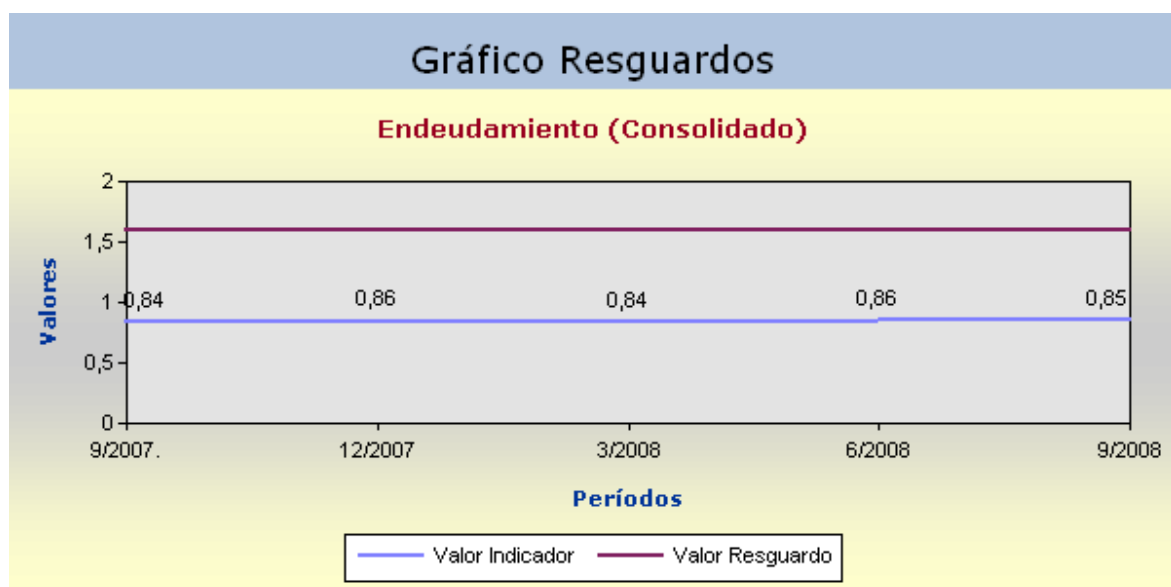 Gráfico Resguardos
Endeudamiento (Consolidado)
Valores
2
1,5
1
0,5
0
0,84
0,86
0,84
0,86
0,85
9/2007.
12/2007
3/2008
6/2008
9/2008
Períodos
Valor Indicador
Valor Resguardo